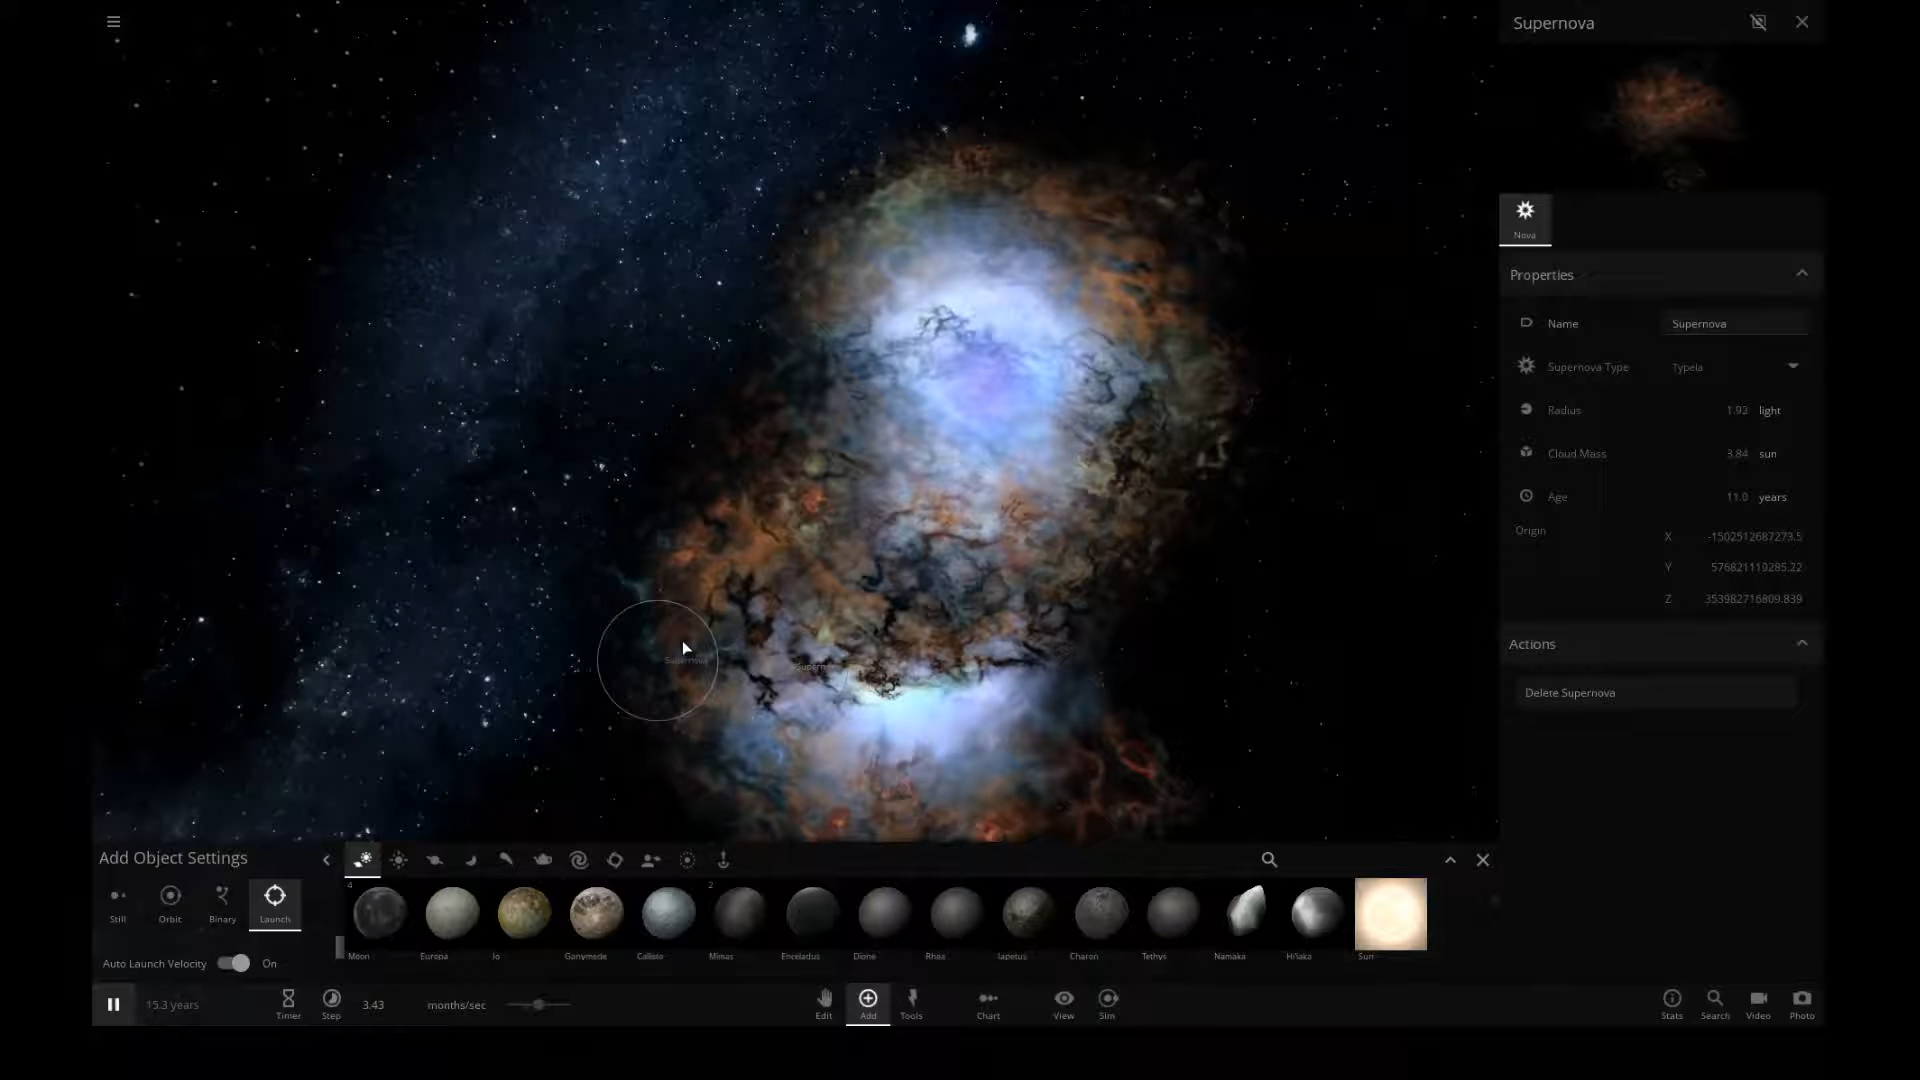 Supernova
Nova
Properties
Name
Supernova
Supernova Type
TypeIa
Radius
1.92 light
Cloud Mass
3.84 sun
Age
11.0 years
Origin
X -1502512687273.5
Y 576821119285.22
Z 353982716809.839
Actions
Delete Supernova
Supernova
Supern
Add Object Settings
Still Orbit Binary Launch
Auto Launch Velocity On
4 2
Moon Europa Io Ganymede Callisto Mimas Enceladus Dione Rhea Iapetus Charon Tethys Namaka Hi'iaka Sun
15.3 years
Timer Step 3.43 months/sec
Edit Add Tools Chart View Sim
Stats Search Video Photo